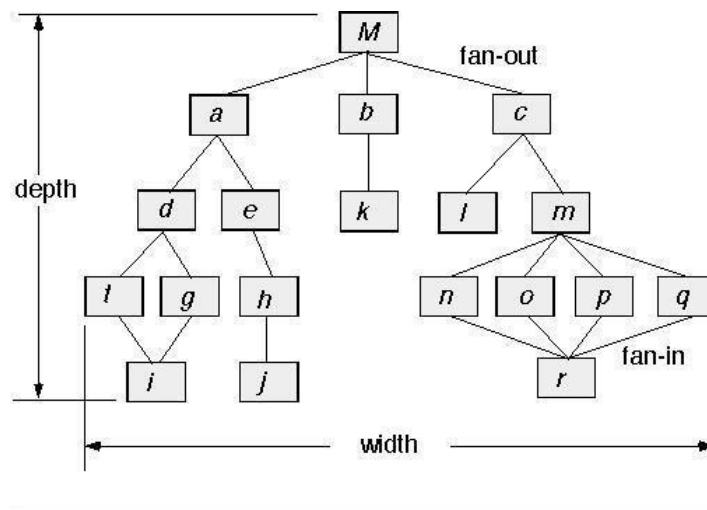 M
fan-out
a b c
depth
d e k l m
t g h n o p q
fan-in
i j r
width